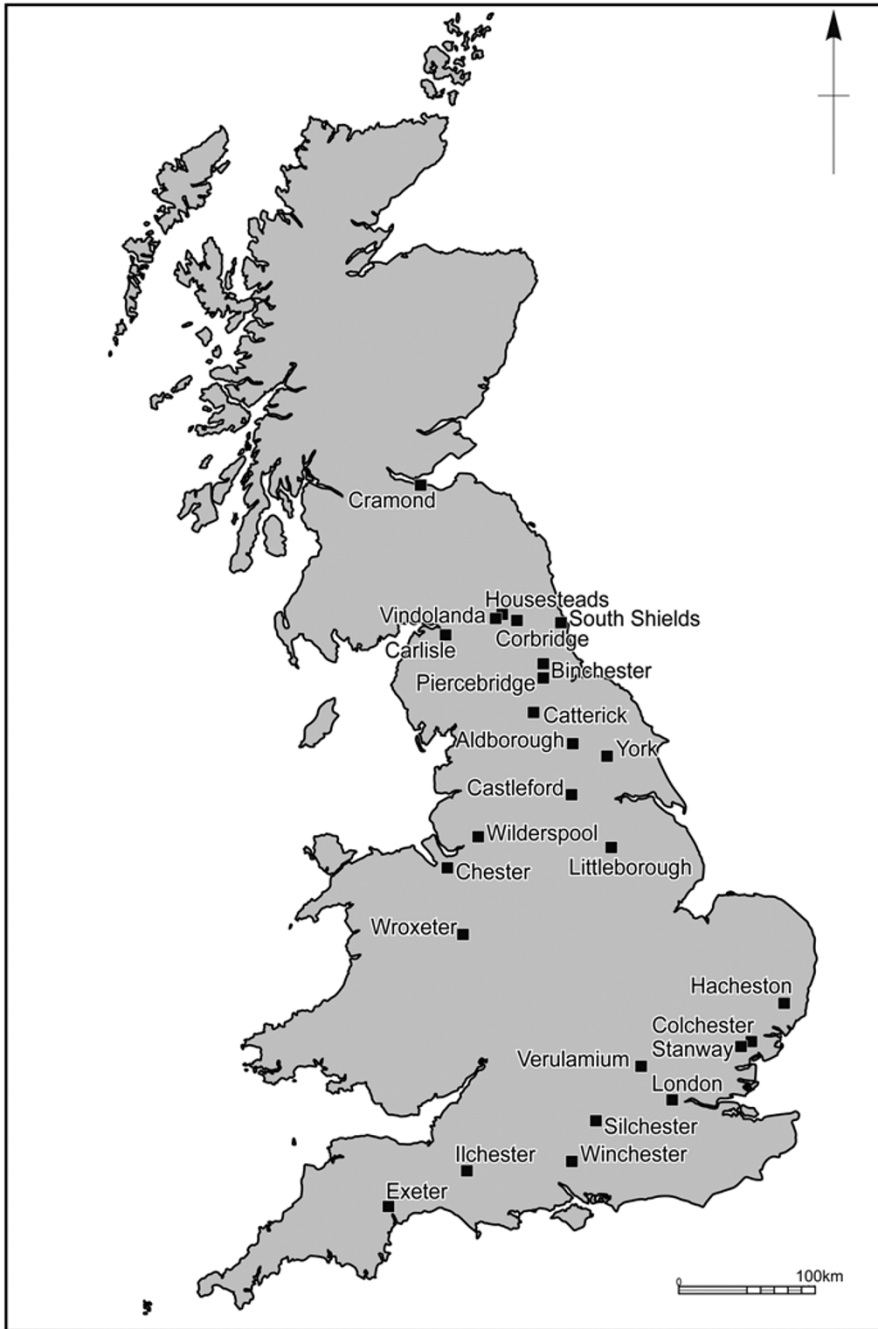 Cramond
Housesteads
Vindolanda
South Shields
Corbridge
Carlisle
Binchester
Piercebridge
Catterick
Aldborough
York
Castleford
Wilderspool
Littleborough
Chester
Wroxeter
Hacheston
Colchester
Stanway
Verulamium
London
Silchester
Ilchester
Winchester
Exeter
0
100km